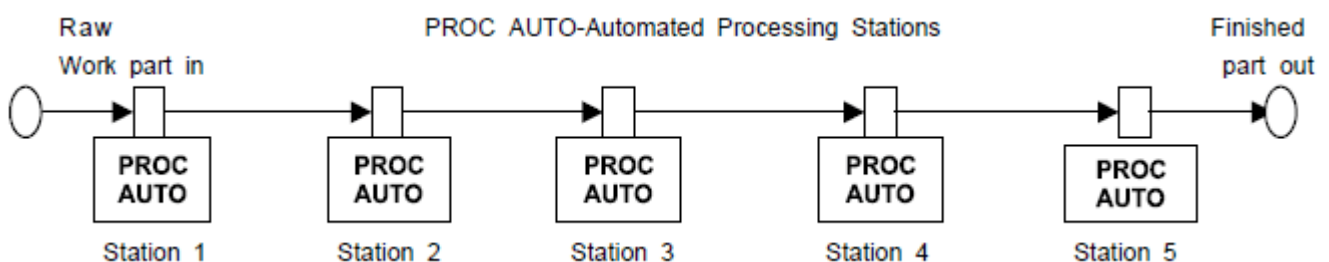 Raw PROC AUTO-Automated Processing Stations Finished
Work part in part out
PROC AUTO
PROC AUTO
PROC AUTO
PROC AUTO
PROC AUTO
Station 1 Station 2 Station 3 Station 4 Station 5